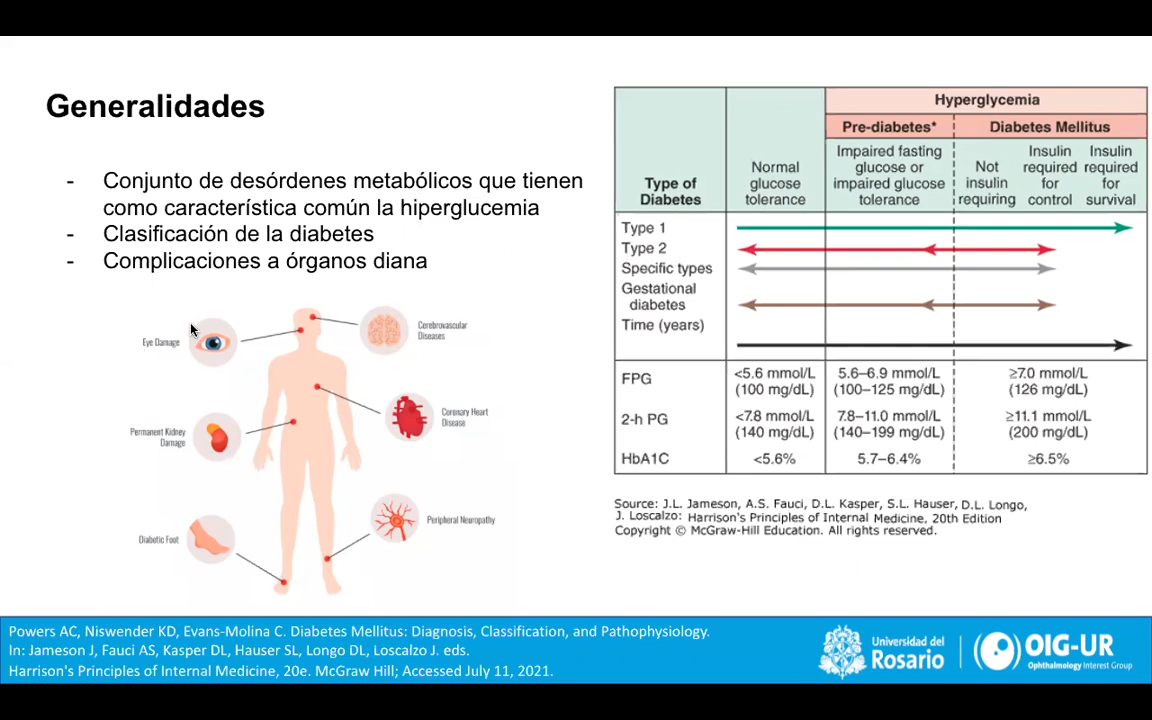 Generalidades
- Conjunto de desórdenes metabólicos que tienen
como característica común la hiperglucemia
- Clasificación de la diabetes
- Complicaciones a órganos diana
Eye Damage
Cerebrovascular
Diseases
Permanent Kidney
Damage
Coronary Heart
Disease
Diabetic Foot
Peripheral Neuropathy
Hyperglycemia
Pre-diabetes*
Diabetes Mellitus
Type of
Diabetes
Normal
glucose
tolerance
Impaired fasting
glucose or
impaired glucose
tolerance
Not
insulin
requiring
Insulin
required
for
control
Insulin
required
for
survival
Type 1
Type 2
Specific types
Gestational
diabetes
Time (years)
FPG
<5.6 mmol/L
(100 mg/dL)
5.6–6.9 mmol/L
(100–125 mg/dL)
≥7.0 mmol/L
(126 mg/dL)
2-h PG
<7.8 mmol/L
(140 mg/dL)
7.8–11.0 mmol/L
(140–199 mg/dL)
≥11.1 mmol/L
(200 mg/dL)
HbA1C
<5.6%
5.7–6.4%
≥6.5%
Source: J.L. Jameson, A.S. Fauci, D.L. Kasper, S.L. Hauser, D.L. Longo,
J. Loscalzo: Harrison's Principles of Internal Medicine, 20th Edition
Copyright © McGraw-Hill Education. All rights reserved.
Powers AC, Niswender KD, Evans-Molina C. Diabetes Mellitus: Diagnosis, Classification, and Pathophysiology.
In: Jameson J, Fauci AS, Kasper DL, Hauser SL, Longo DL, Loscalzo J. eds.
Harrison's Principles of Internal Medicine, 20e. McGraw Hill; Accessed July 11, 2021.
Universidad del
Rosario
OIG-UR
Ophthalmology Interest Group